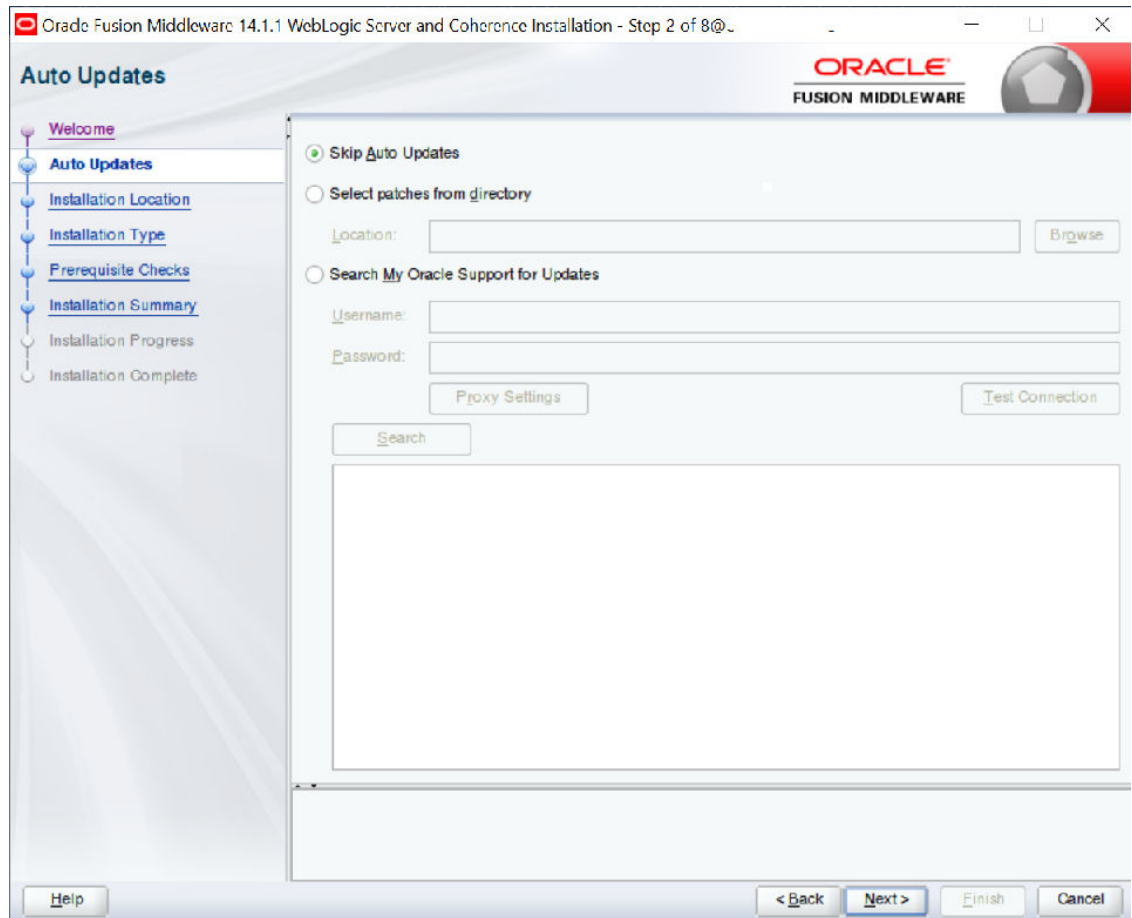 Oracle Fusion Middleware 14.1.1 WebLogic Server and Coherence Installation - Step 2 of 8@
Auto Updates
ORACLE
FUSION MIDDLEWARE
Welcome
Auto Updates
Installation Location
Installation Type
Prerequisite Checks
Installation Summary
Installation Progress
Installation Complete
Skip Auto Updates
Select patches from directory
Location: Browse
Search My Oracle Support for Updates
Username:
Password:
Proxy Settings Test Connection
Search
Help < Back Next > Finish Cancel